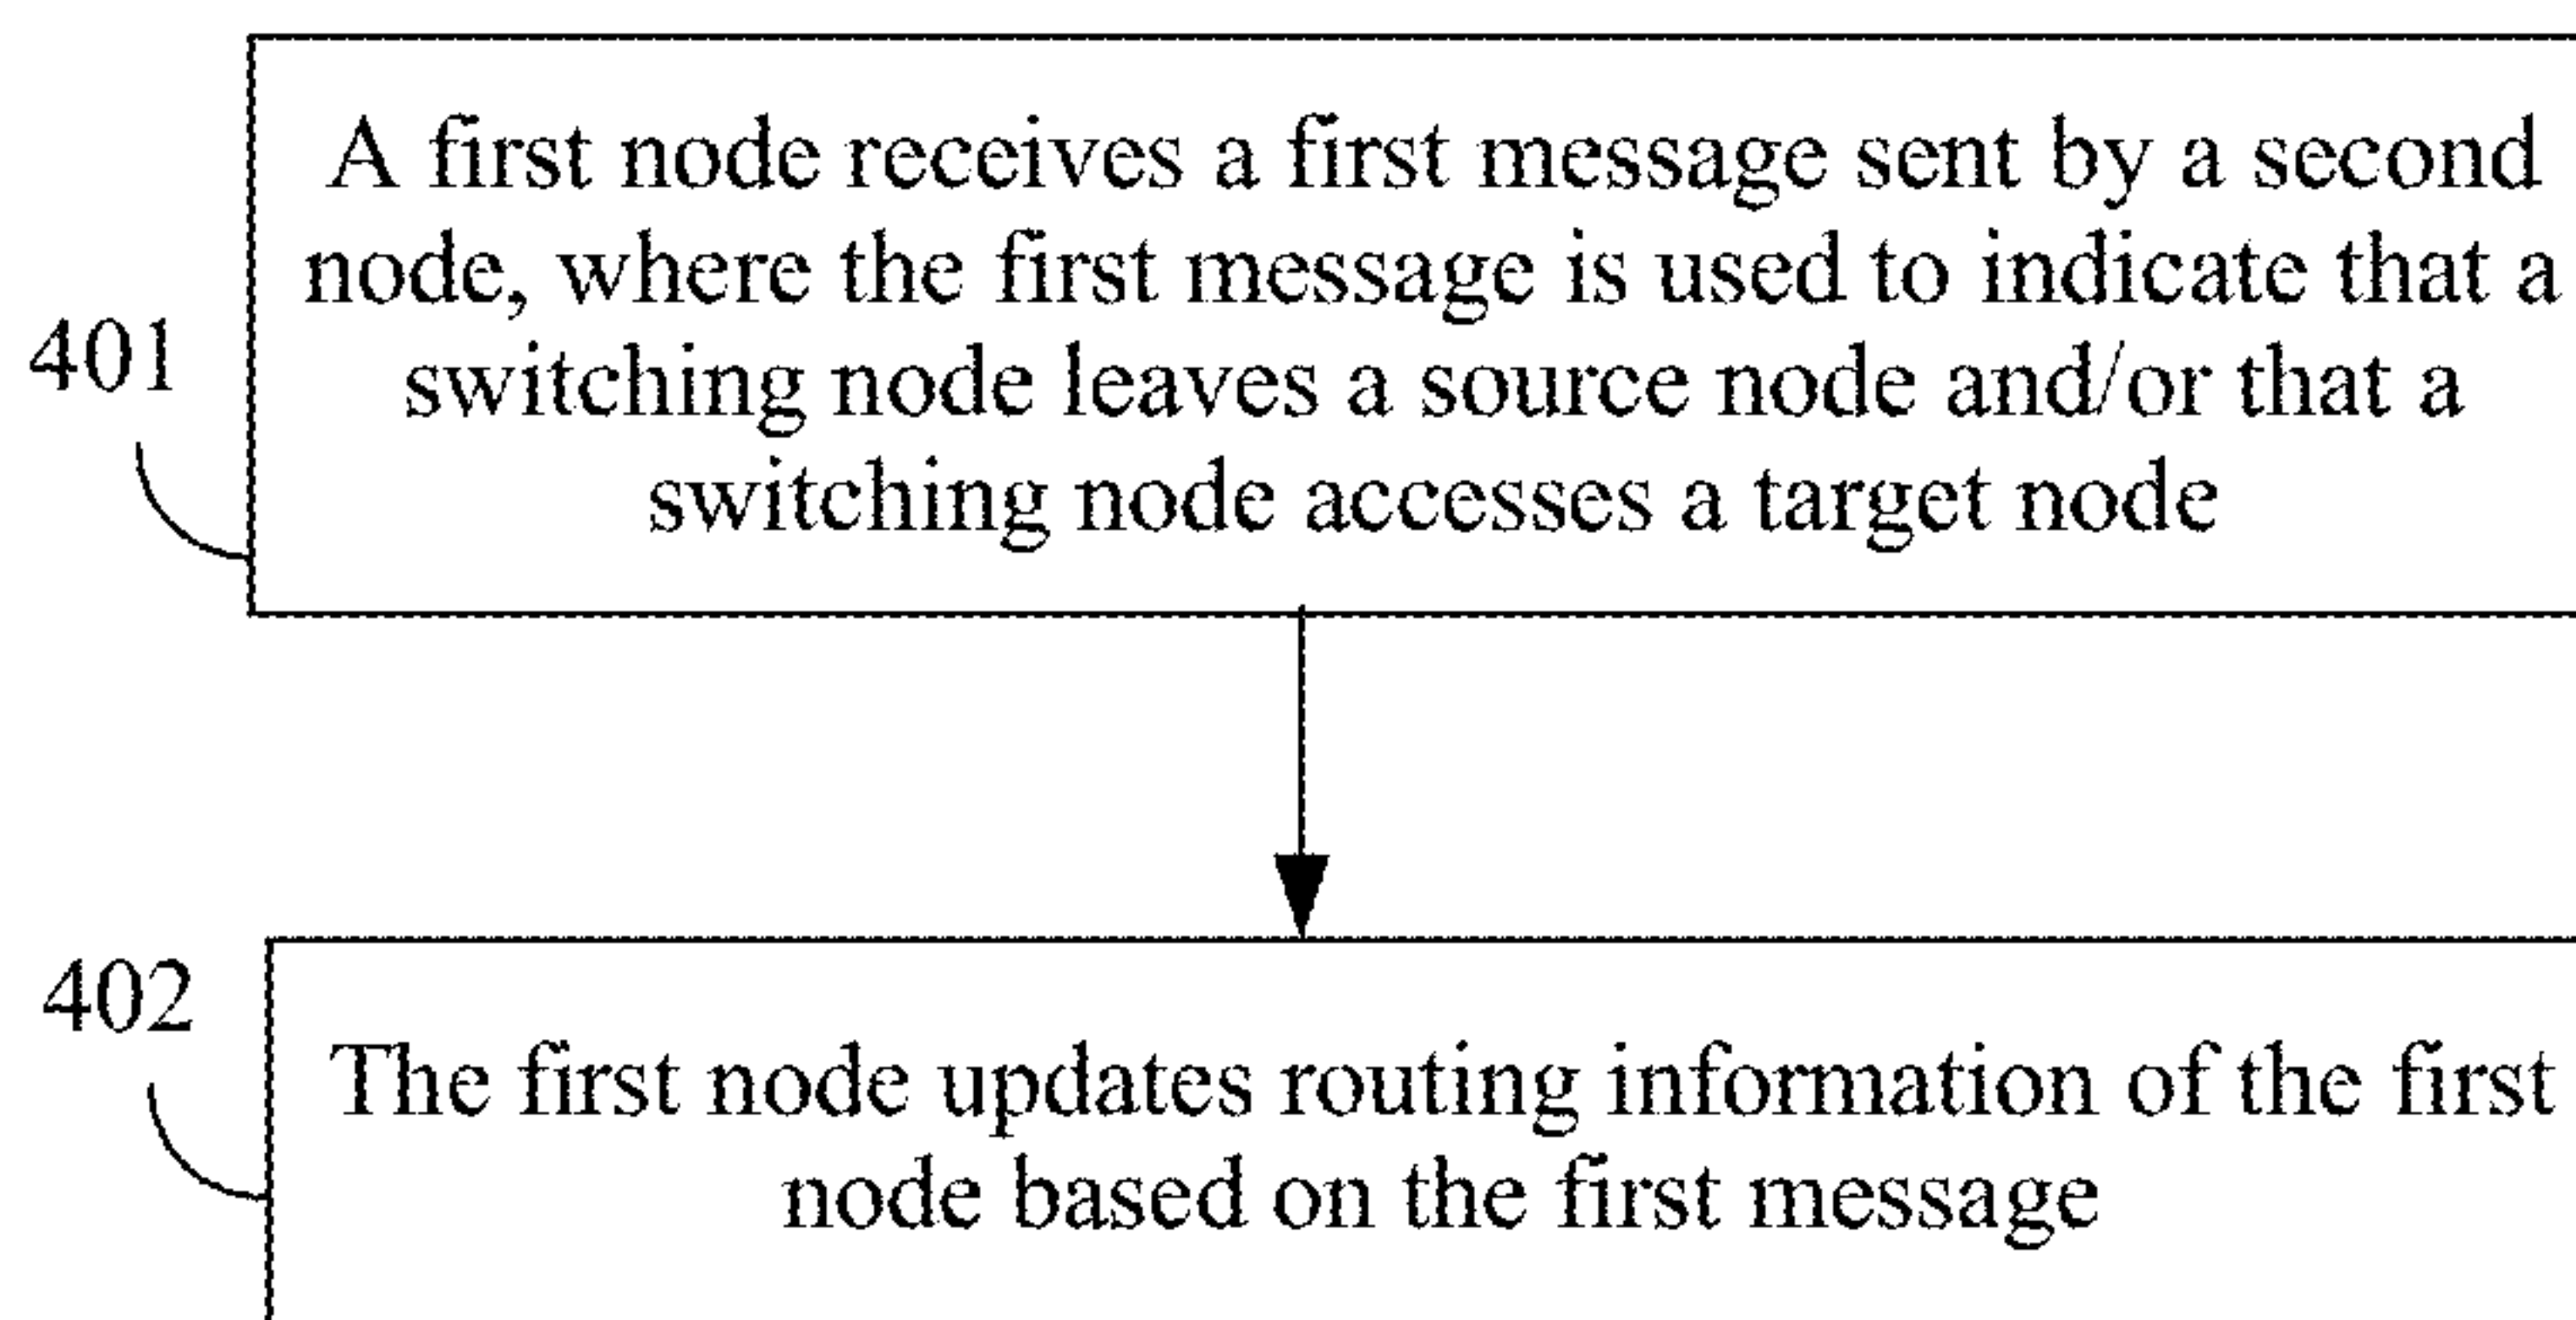 A first node receives a first message sent by a second
node, where the first message is used to indicate that a
401
switching node leaves a source node and/or that a
switching node accesses a target node
402
The first node updates routing information of the first
node based on the first message